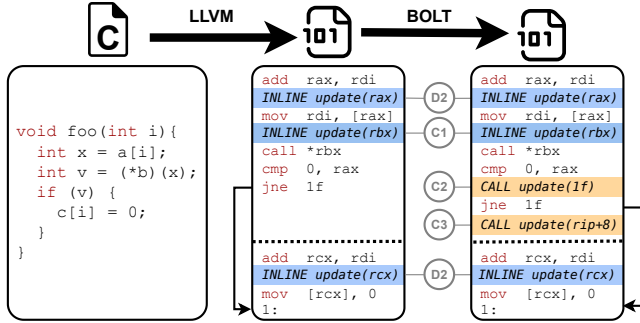 LLVM
BOLT
C
101
101
void foo(int i){
int x = a[i];
int v = (*b)(x);
if (v) {
c[i] = 0;
}
}
add rax, rdi
INLINE update(rax)
mov rdi, [rax]
INLINE update(rbx)
call *rbx
cmp 0, rax
jne 1f
add rcx, rdi
INLINE update(rcx)
mov [rcx], 0
1:
D2
C1
C2
C3
D2
add rax, rdi
INLINE update(rax)
mov rdi, [rax]
INLINE update(rbx)
call *rbx
cmp 0, rax
CALL update(1f)
jne 1f
CALL update(rip+8)
add rcx, rdi
INLINE update(rcx)
mov [rcx], 0
1: